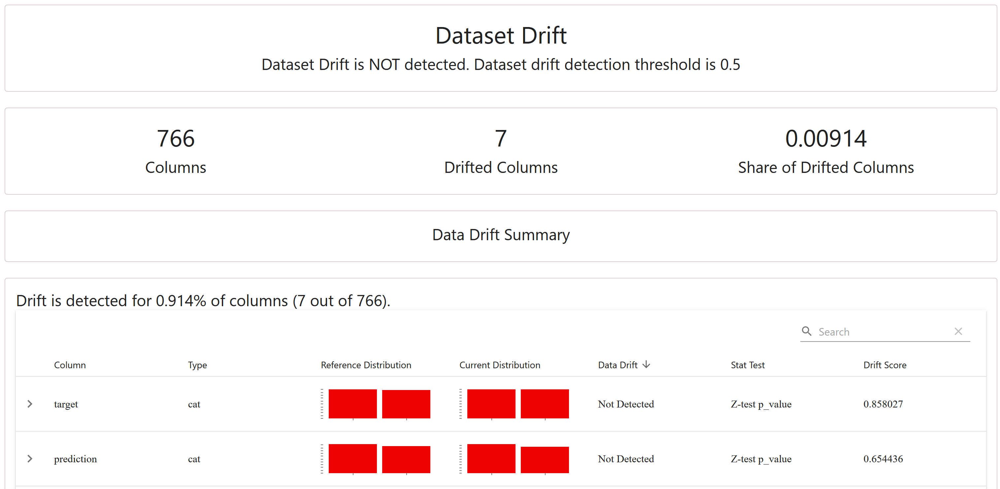 Dataset Drift
Dataset Drift is NOT detected. Dataset drift detection threshold is 0.5
766
Columns
7
Drifted Columns
0.00914
Share of Drifted Columns
Data Drift Summary
Drift is detected for 0.914% of columns (7 out of 766).
Search
Column Type Reference Distribution Current Distribution Data Drift Stat Test Drift Score
target cat Not Detected Z-test p_value 0.858027
prediction cat Not Detected Z-test p_value 0.654436